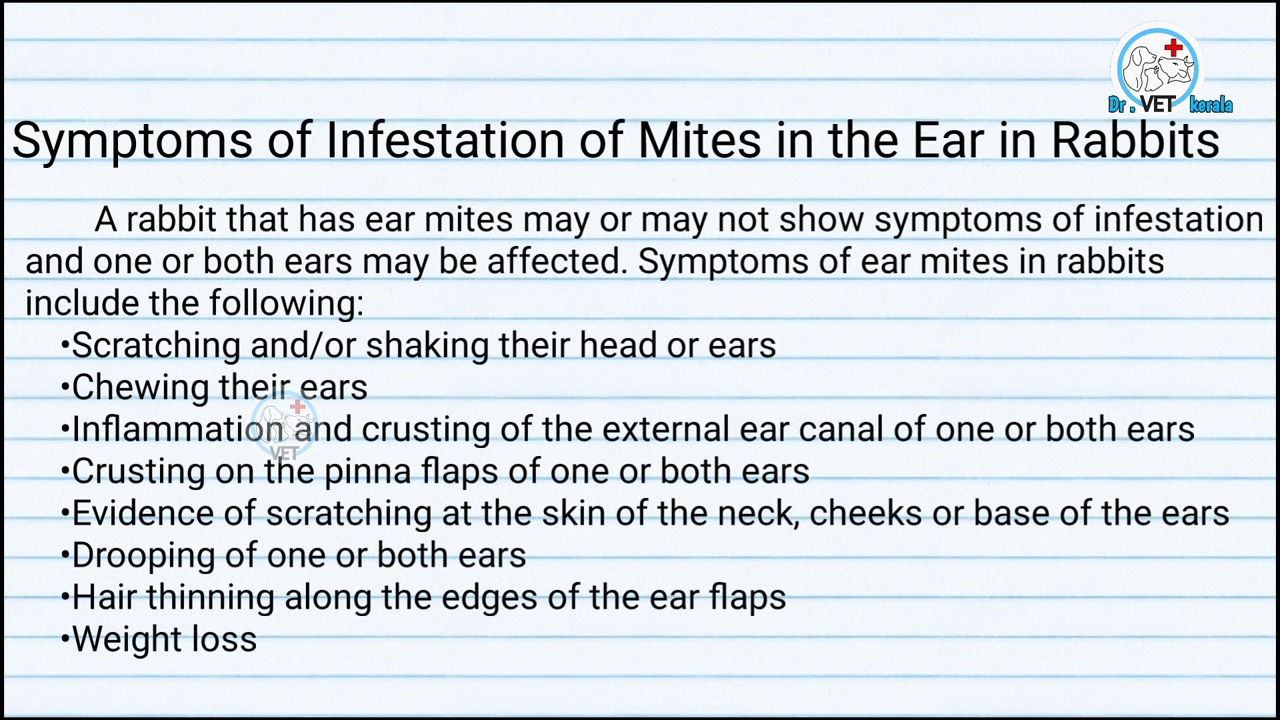 Dr. VET kerala
Symptoms of Infestation of Mites in the Ear in Rabbits
A rabbit that has ear mites may or may not show symptoms of infestation
and one or both ears may be affected. Symptoms of ear mites in rabbits
include the following:
•Scratching and/or shaking their head or ears
•Chewing their ears
•Inflammation and crusting of the external ear canal of one or both ears
VET
•Crusting on the pinna flaps of one or both ears
•Evidence of scratching at the skin of the neck, cheeks or base of the ears
•Drooping of one or both ears
•Hair thinning along the edges of the ear flaps
•Weight loss